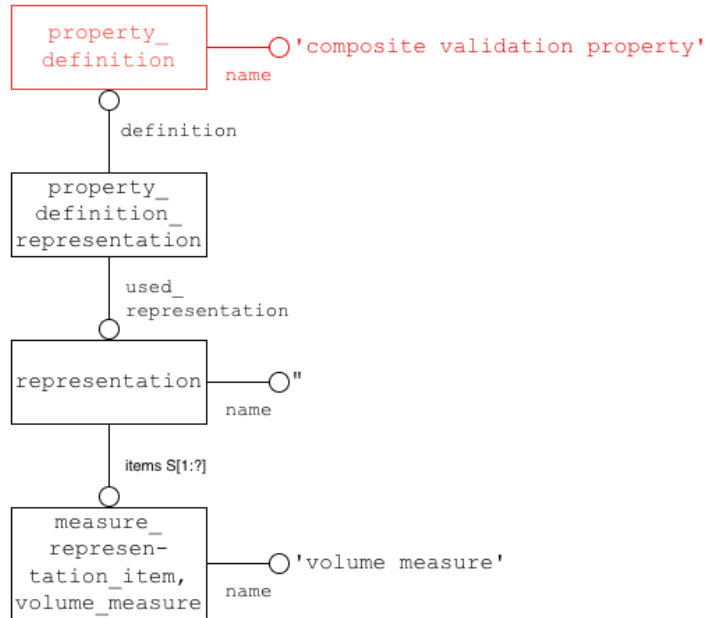 property_
definition
'composite validation property'
name
definition
property_
definition_
representation
used_
representation
representation
"
name
items S[1:?]
measure_
represen-
tation_item,
volume_measure
'volume measure'
name